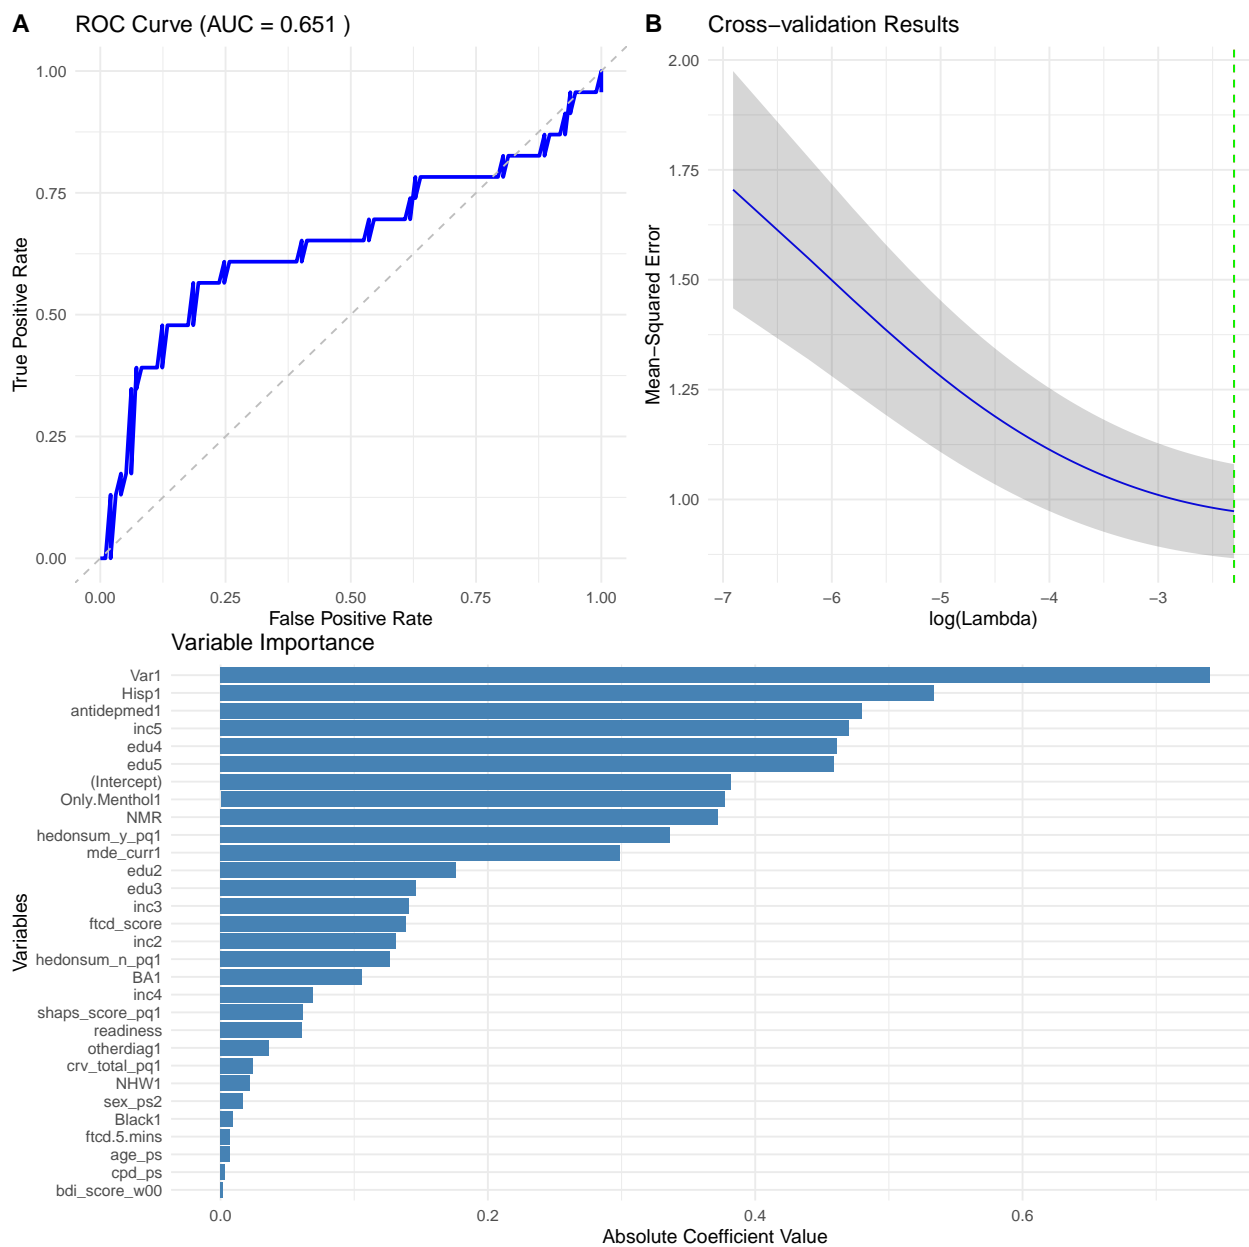 A
ROC Curve (AUC = 0.651 )
True Positive Rate
1.00
0.75
0.50
0.25
0.00
0.00
0.25
0.50
0.75
1.00
False Positive Rate
B
Cross−validation Results
Mean−Squared Error
2.00
1.75
1.50
1.25
1.00
−7
−6
−5
−4
−3
log(Lambda)
Variable Importance
Variables
Var1
Hisp1
antidepmed1
inc5
edu4
edu5
(Intercept)
Only.Menthol1
NMR
hedonsum_y_pq1
mde_curr1
edu2
edu3
inc3
ftcd_score
inc2
hedonsum_n_pq1
BA1
inc4
shaps_score_pq1
readiness
otherdiag1
crv_total_pq1
NHW1
sex_ps2
Black1
ftcd.5.mins
age_ps
cpd_ps
bdi_score_w00
0.0
0.2
0.4
0.6
Absolute Coefficient Value